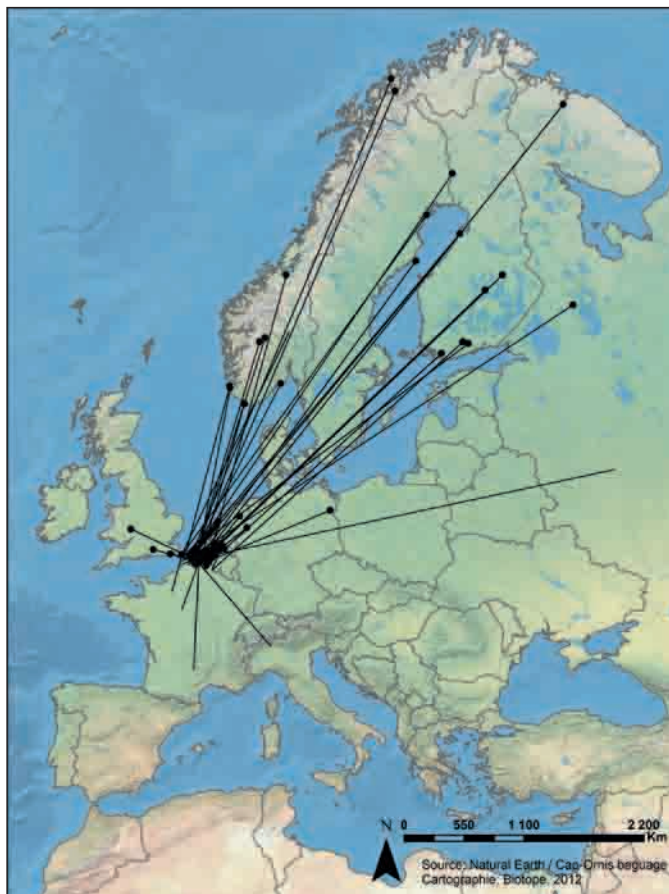 N
0 550 1 100 2 200
Km
Source: Natural Earth / Cap-Ornis baguage
Cartographie, Biotope, 2012